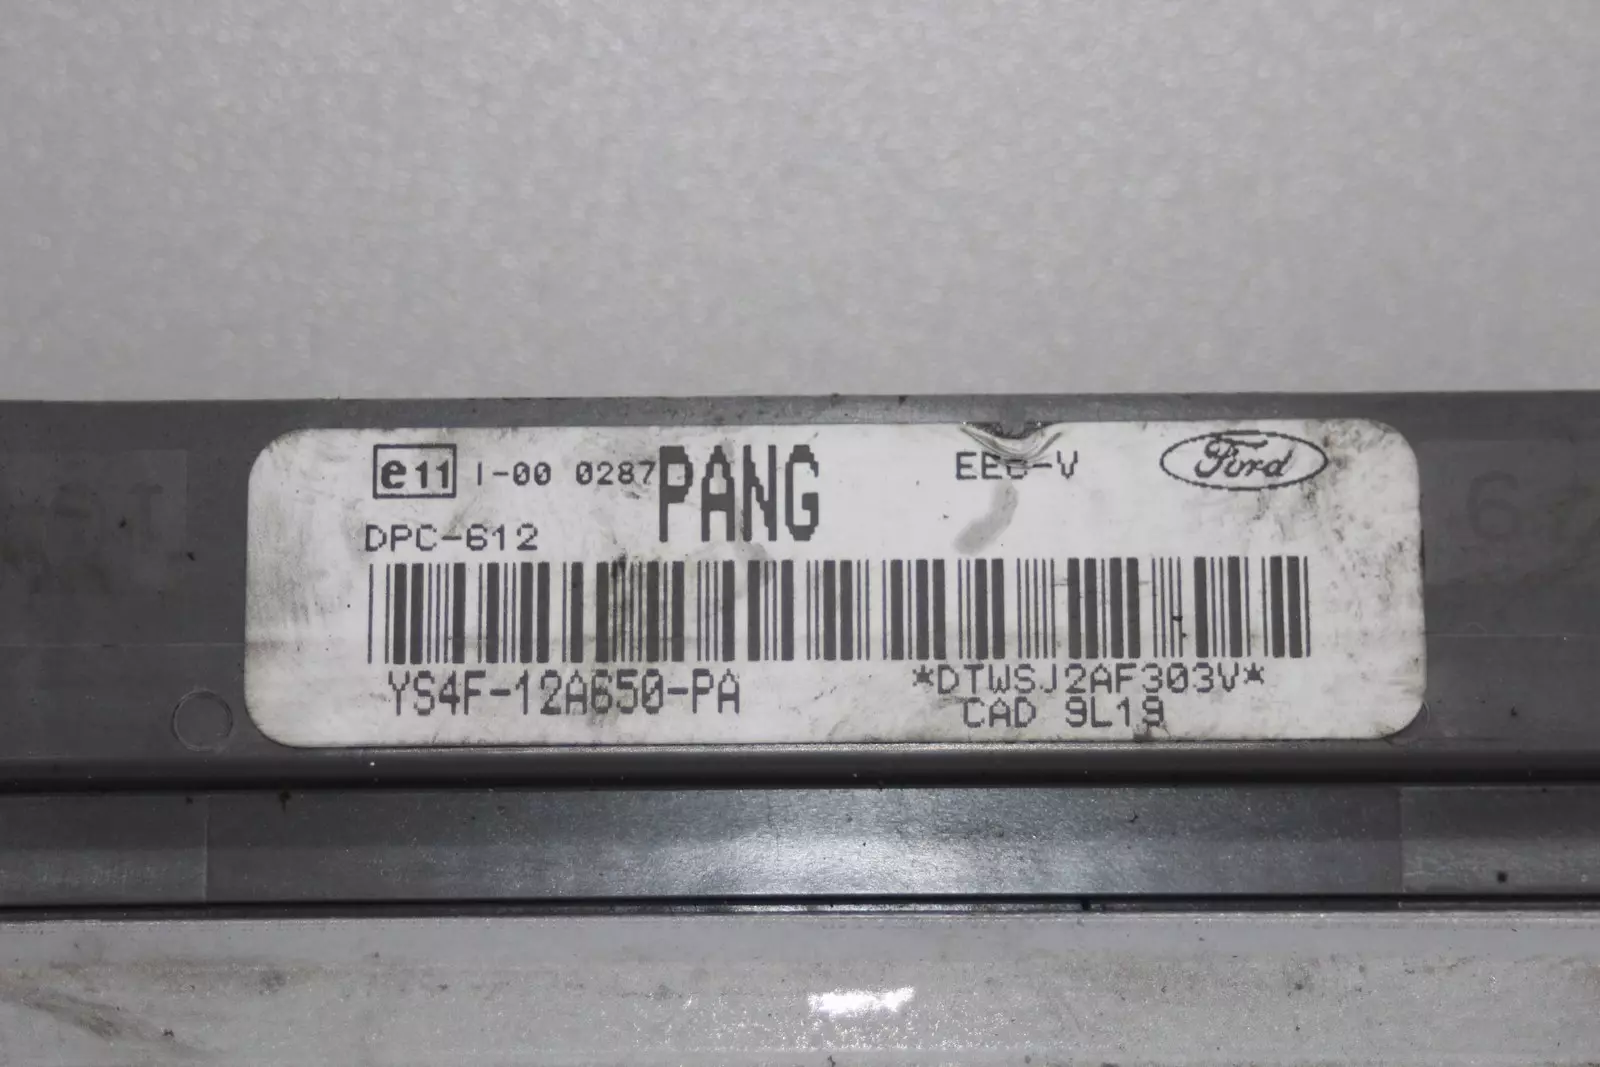 e11 I-00 0287 PANG EEC-V Ford
DPC-612
YS4F-12A650-PA *DTWSJ2AF303V*
CAD 9L19